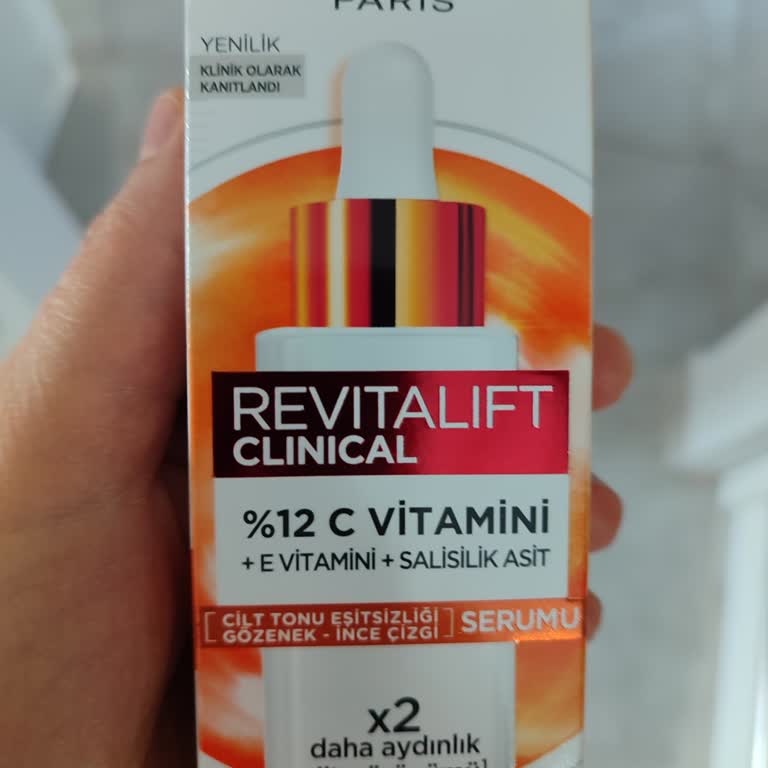 PARIS
YENİLİK
KLİNİK OLARAK
KANITLANDI
REVITALIFT
CLINICAL
%12 C VİTAMİNİ
+ E VİTAMİNİ + SALİSİLİK ASİT
[ CİLT TONU EŞİTSİZLİĞİ
GÖZENEK - İNCE ÇİZGİ ] SERUMU
x2
daha aydınlık